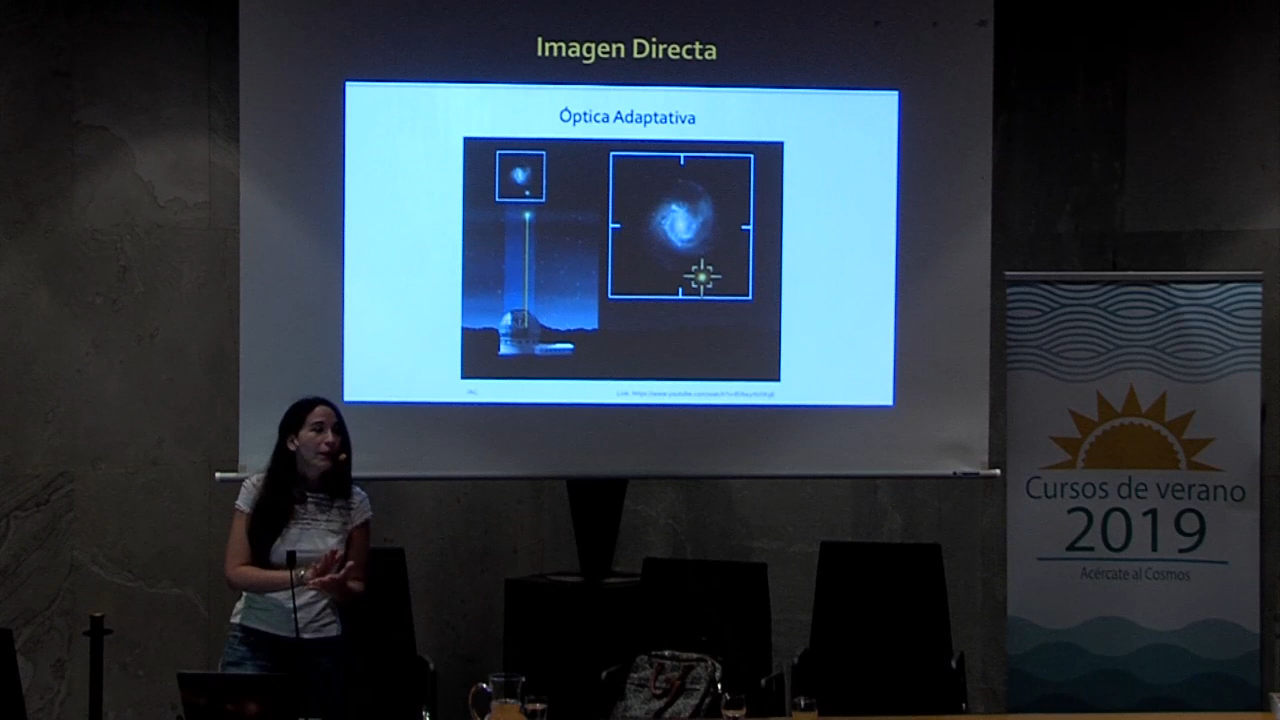 Imagen Directa
Óptica Adaptativa
Cursos de verano
2019
Acércate al Cosmos